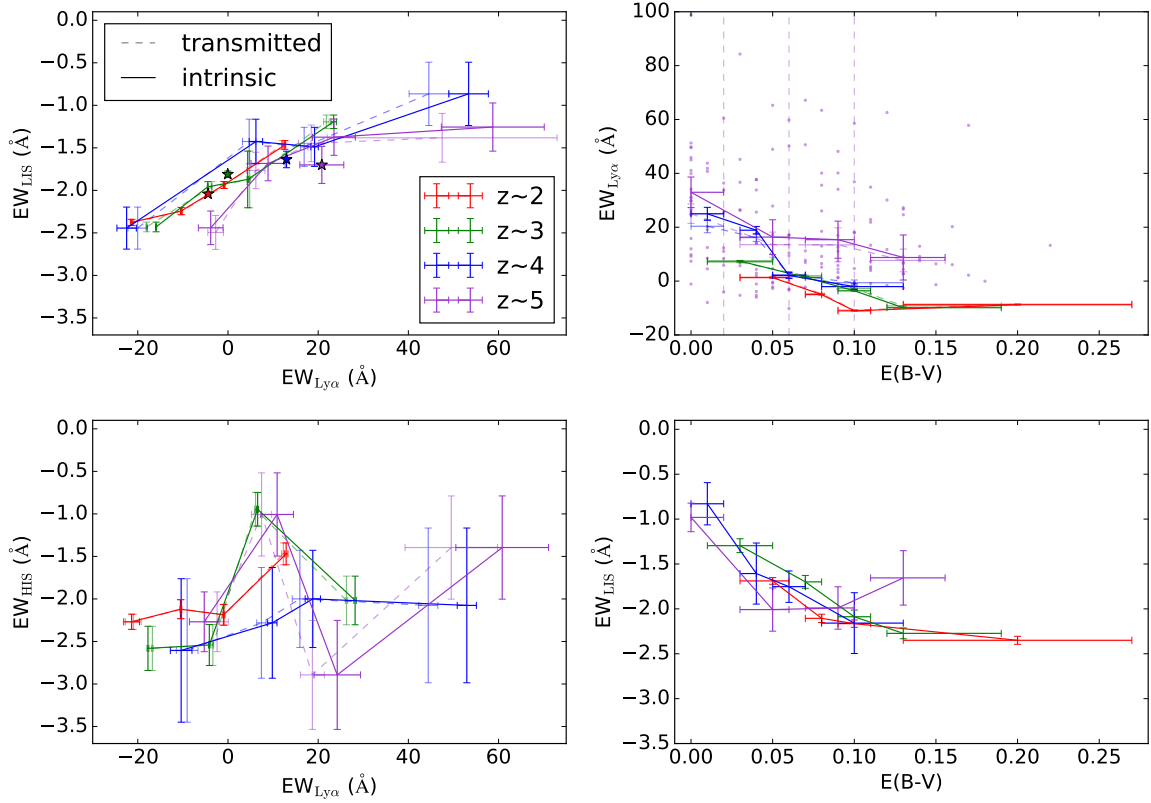 0.0
−0.5
−1.0
−1.5
−2.0
−2.5
−3.0
−3.5
EW_LIS (Å)
transmitted
intrinsic
z~2
z~3
z~4
z~5
−20 0 20 40 60
EW_Lyα (Å)
100
80
60
40
20
0
−20
EW_Lyα (Å)
0.00 0.05 0.10 0.15 0.20 0.25
E(B-V)
0.0
−0.5
−1.0
−1.5
−2.0
−2.5
−3.0
−3.5
EW_HIS (Å)
−20 0 20 40 60
EW_Lyα (Å)
0.0
−0.5
−1.0
−1.5
−2.0
−2.5
−3.0
−3.5
EW_LIS (Å)
0.00 0.05 0.10 0.15 0.20 0.25
E(B-V)